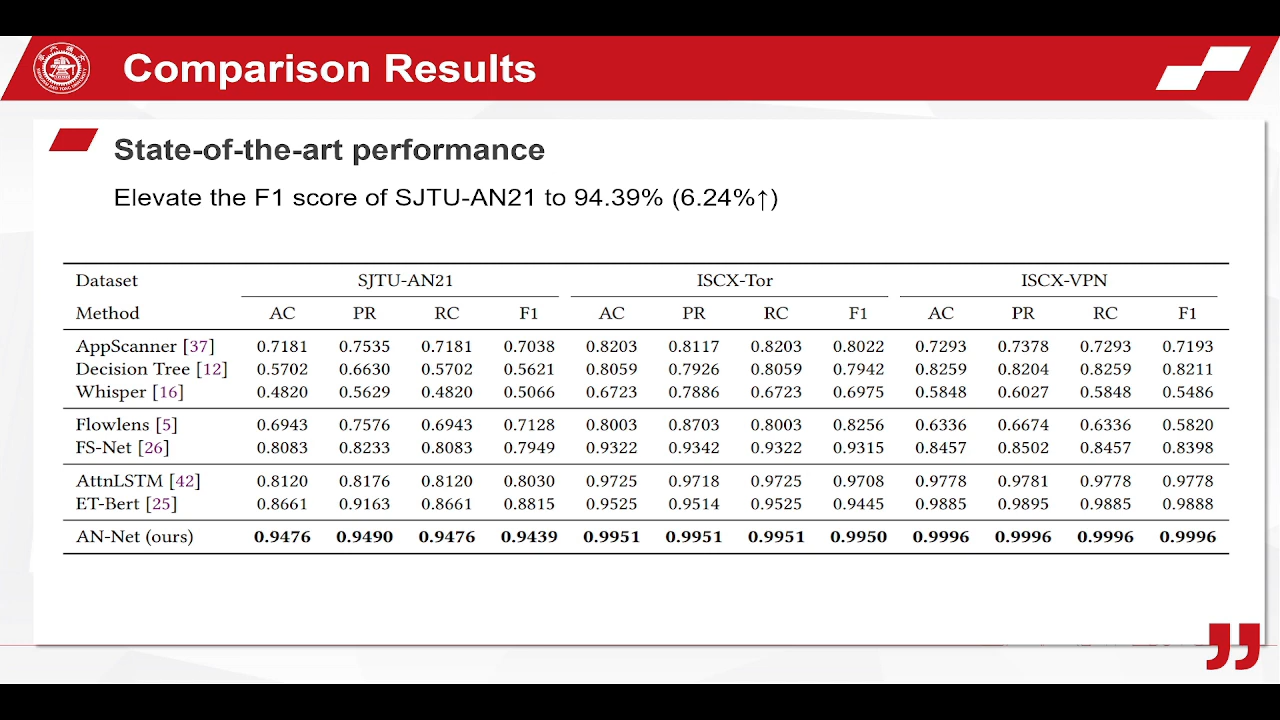 Comparison Results
State-of-the-art performance
Elevate the F1 score of SJTU-AN21 to 94.39% (6.24%↑)
Dataset SJTU-AN21 ISCX-Tor ISCX-VPN
Method AC PR RC F1 AC PR RC F1 AC PR RC F1
AppScanner [37] 0.7181 0.7535 0.7181 0.7038 0.8203 0.8117 0.8203 0.8022 0.7293 0.7378 0.7293 0.7193
Decision Tree [12] 0.5702 0.6630 0.5702 0.5621 0.8059 0.7926 0.8059 0.7942 0.8259 0.8204 0.8259 0.8211
Whisper [16] 0.4820 0.5629 0.4820 0.5066 0.6723 0.7886 0.6723 0.6975 0.5848 0.6027 0.5848 0.5486
Flowlens [5] 0.6943 0.7576 0.6943 0.7128 0.8003 0.8703 0.8003 0.8256 0.6336 0.6674 0.6336 0.5820
FS-Net [26] 0.8083 0.8233 0.8083 0.7949 0.9322 0.9342 0.9322 0.9315 0.8457 0.8502 0.8457 0.8398
AttnLSTM [42] 0.8120 0.8176 0.8120 0.8030 0.9725 0.9718 0.9725 0.9708 0.9778 0.9781 0.9778 0.9778
ET-Bert [25] 0.8661 0.9163 0.8661 0.8815 0.9525 0.9514 0.9525 0.9445 0.9885 0.9895 0.9885 0.9888
AN-Net (ours) 0.9476 0.9490 0.9476 0.9439 0.9951 0.9951 0.9951 0.9950 0.9996 0.9996 0.9996 0.9996